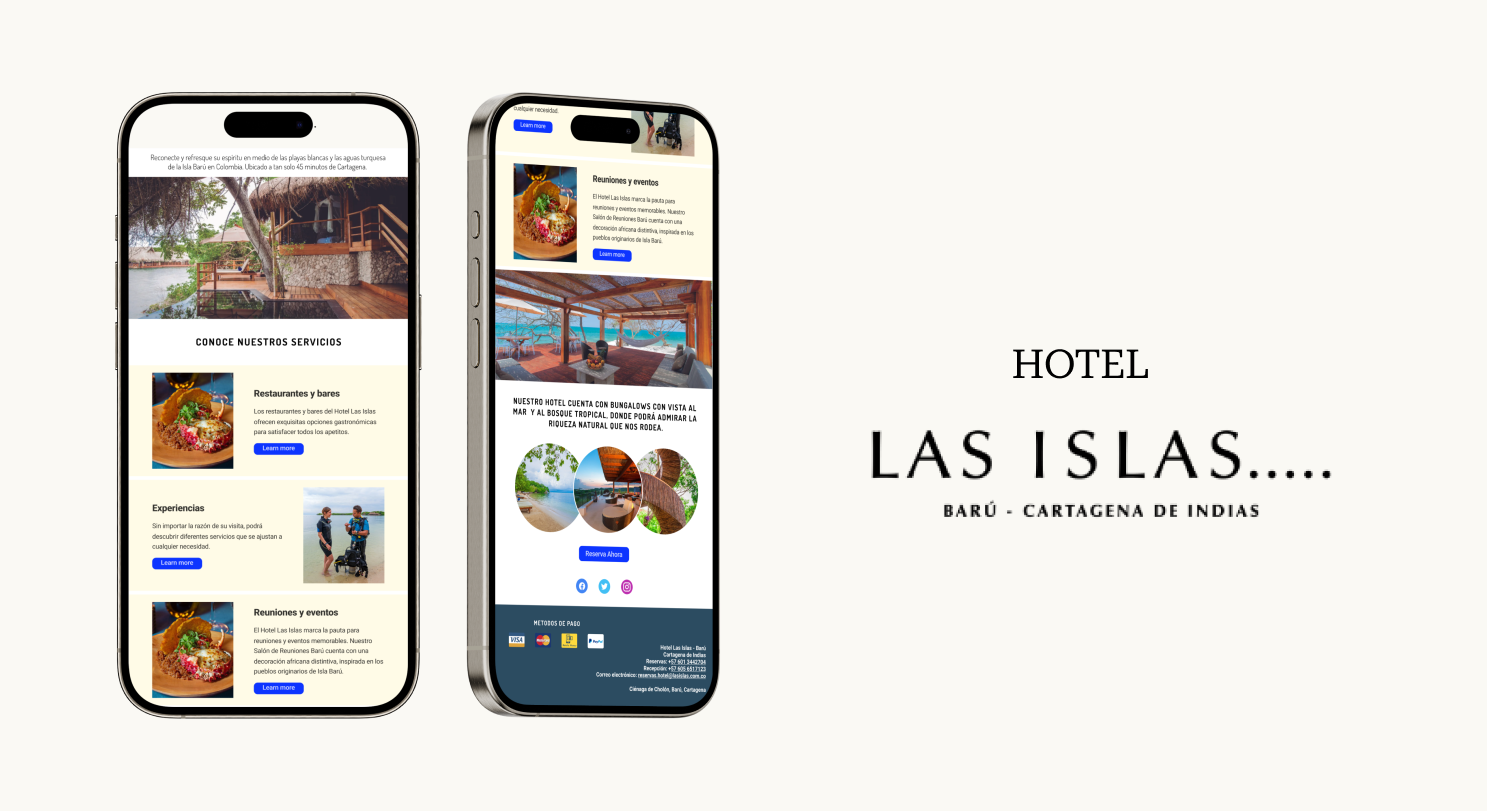 Reconecte y refresque su espíritu en medio de las playas blancas y las aguas turquesa
de la Isla Barú en Colombia. Ubicado a tan solo 45 minutos de Cartagena.
CONOCE NUESTROS SERVICIOS
Restaurantes y bares
Los restaurantes y bares del Hotel Las Islas
ofrecen exquisitas opciones gastronómicas
para satisfacer todos los apetitos.
Learn more
Experiencias
Sin importar la razón de su visita, podrá
descubrir diferentes servicios que se ajustan a
cualquier necesidad.
Learn more
Reuniones y eventos
El Hotel Las Islas marca la pauta para
reuniones y eventos memorables. Nuestro
Salón de Reuniones Barú cuenta con una
decoración africana distintiva, inspirada en los
pueblos originarios de Isla Barú.
Learn more
cualquier necesidad.
Learn more
Reuniones y eventos
El Hotel Las Islas marca la pauta para
reuniones y eventos memorables. Nuestro
Salón de Reuniones Barú cuenta con una
decoración africana distintiva, inspirada en los
pueblos originarios de Isla Barú.
Learn more
NUESTRO HOTEL CUENTA CON BUNGALOWS CON VISTA AL
MAR Y AL BOSQUE TROPICAL, DONDE PODRÁ ADMIRAR LA
RIQUEZA NATURAL QUE NOS RODEA.
Reserva Ahora
METODOS DE PAGO
VISA
MasterCard
PayPal
Hotel Las Islas - Barú
Cartagena de Indias
Reservas: +57 601 3442704
Recepción: +57 605 6517123
Correo electrónico: reservas.hotel@lasislas.com.co
Ciénaga de Cholón, Barú, Cartagena
HOTEL
LAS ISLAS.....
BARÚ - CARTAGENA DE INDIAS